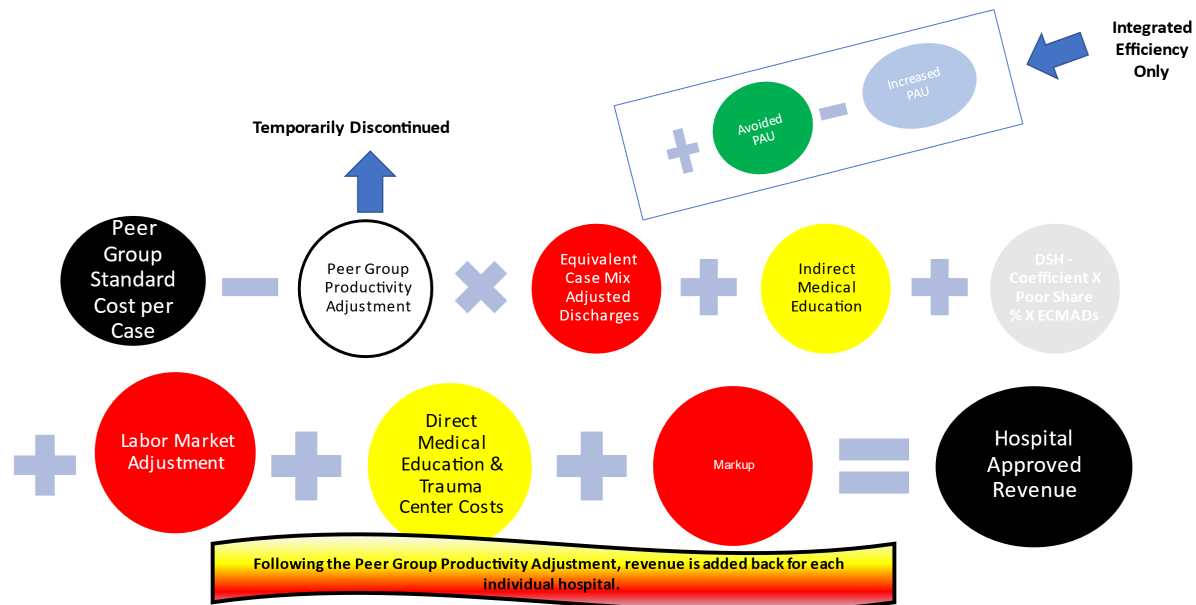 Integrated
Efficiency
Only
Increased
PAU
Avoided
PAU
Temporarily Discontinued
Peer
Group
Standard
Cost per
Case
Peer Group
Productivity
Adjustment
Equivalent
Case Mix
Adjusted
Discharges
Indirect
Medical
Education
DSH -
Coefficient X
Poor Share
% X ECMADs
Labor Market
Adjustment
Direct
Medical
Education &
Trauma
Center Costs
Markup
Hospital
Approved
Revenue
Following the Peer Group Productivity Adjustment, revenue is added back for each
individual hospital.